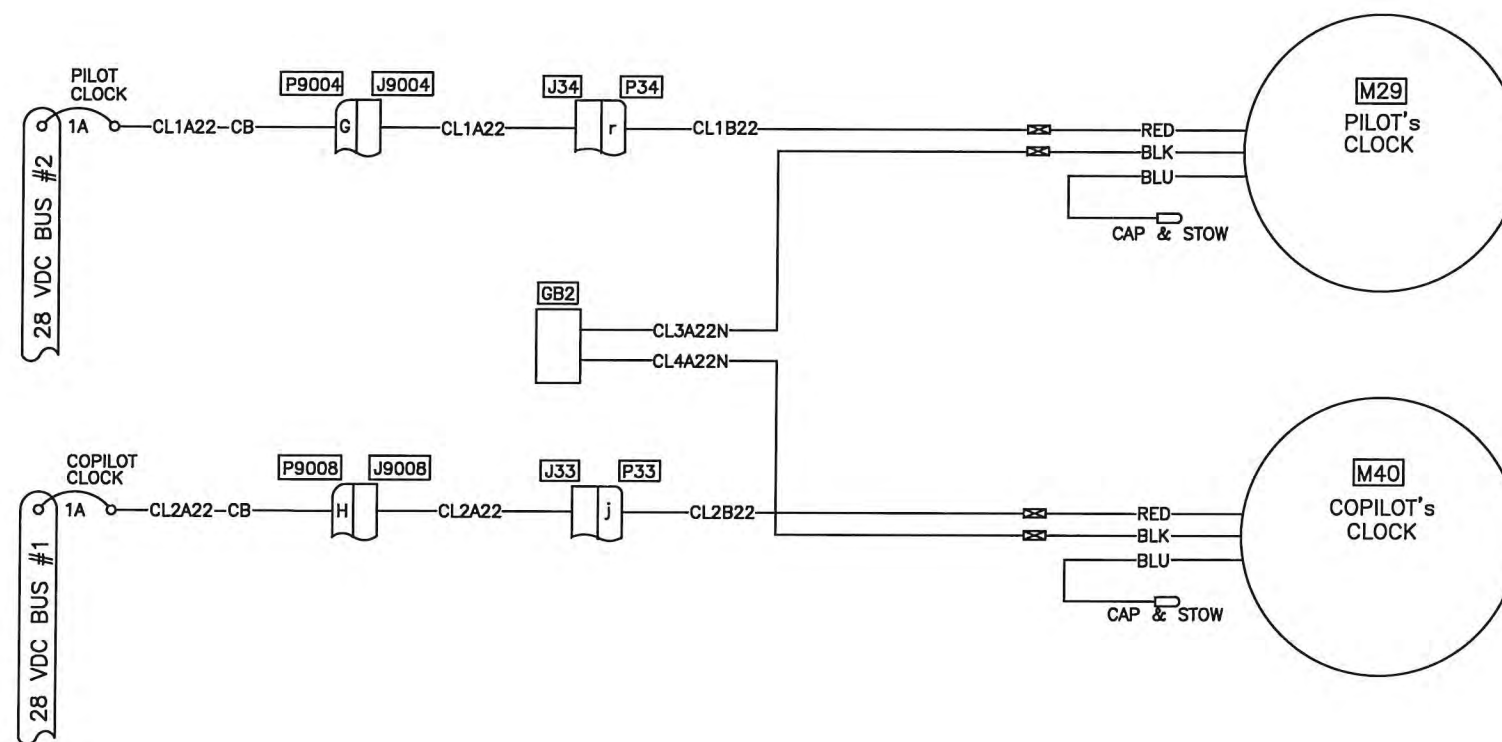 PILOT
CLOCK
1A
28 VDC BUS #2
CL1A22-CB
P9004
J9004
G
CL1A22
J34
P34
r
CL1B22
RED
BLK
BLU
CAP & STOW
M29
PILOT's
CLOCK
GB2
CL3A22N
CL4A22N
COPILOT
CLOCK
1A
28 VDC BUS #1
CL2A22-CB
P9008
J9008
H
CL2A22
J33
P33
j
CL2B22
RED
BLK
BLU
CAP & STOW
M40
COPILOT's
CLOCK